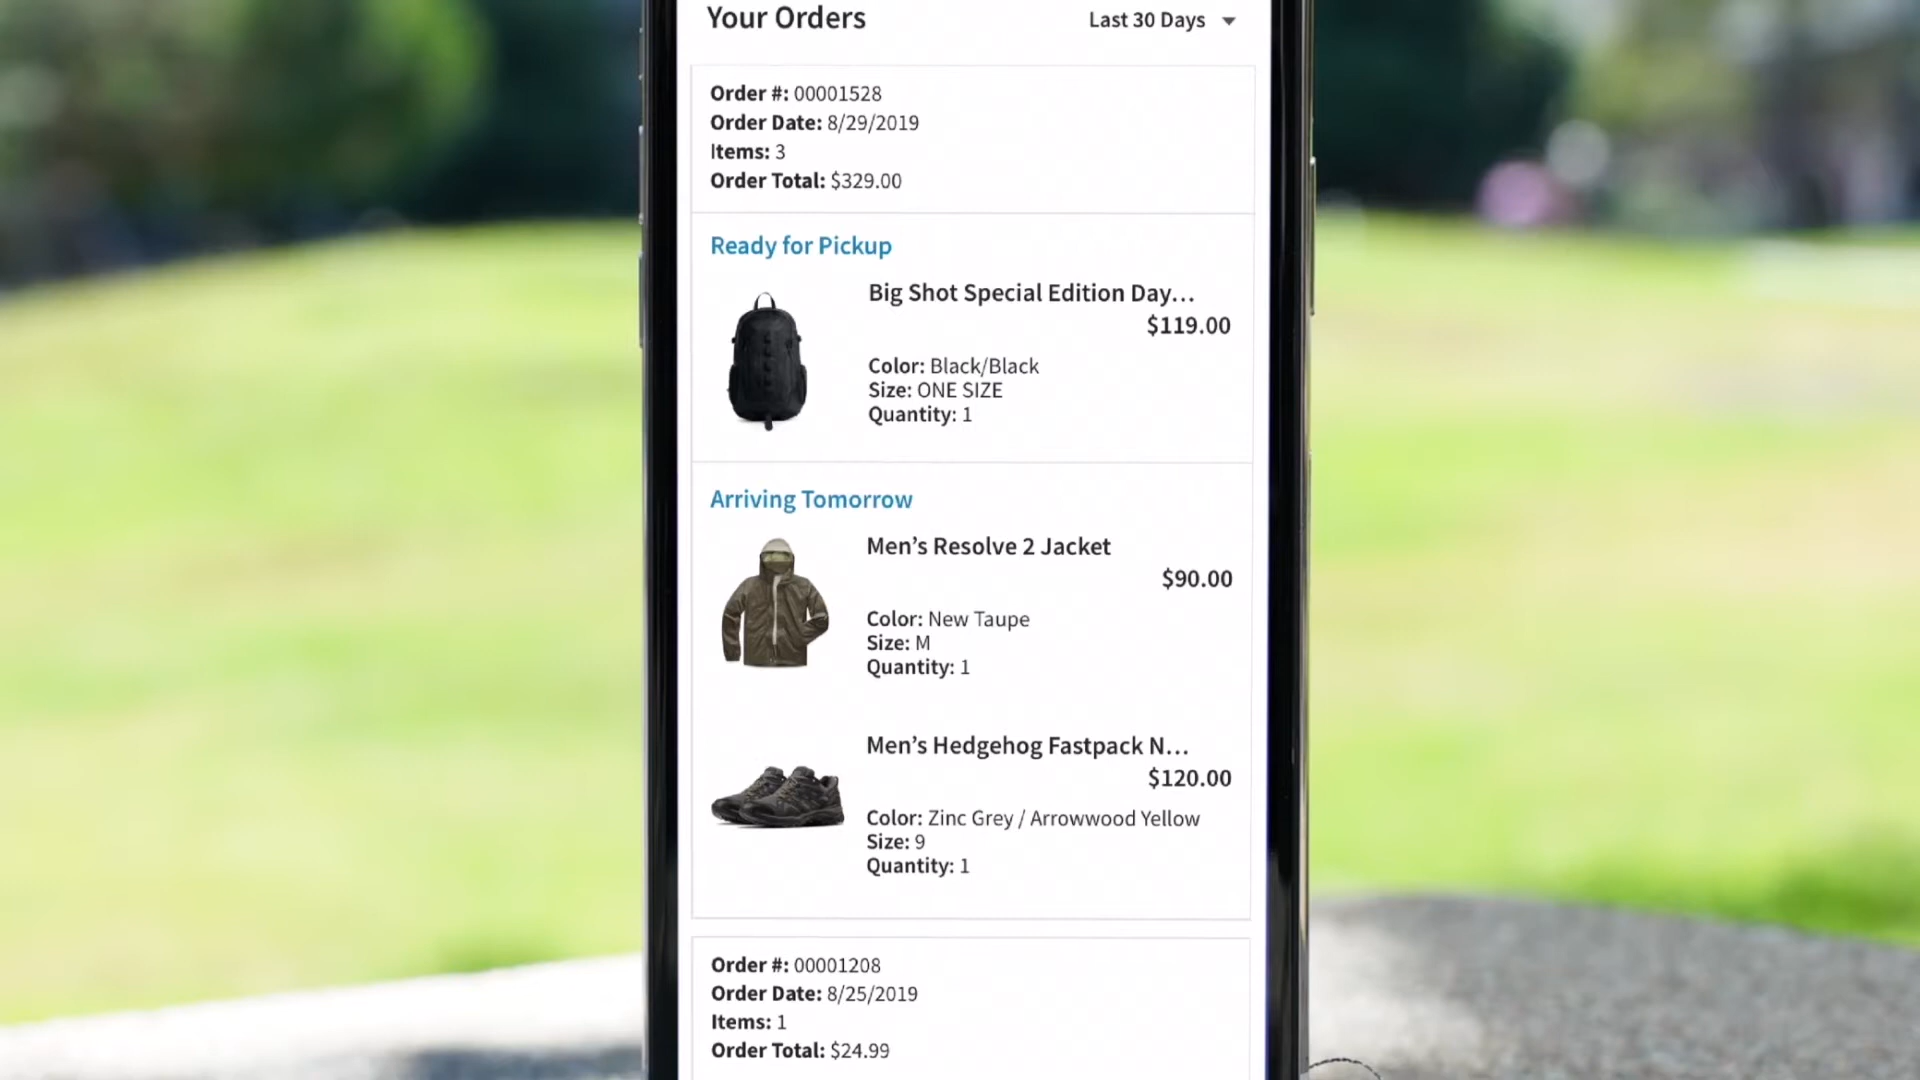 Your Orders
Last 30 Days
Order #: 00001528
Order Date: 8/29/2019
Items: 3
Order Total: $329.00
Ready for Pickup
Big Shot Special Edition Day...
$119.00
Color: Black/Black
Size: ONE SIZE
Quantity: 1
Arriving Tomorrow
Men’s Resolve 2 Jacket
$90.00
Color: New Taupe
Size: M
Quantity: 1
Men’s Hedgehog Fastpack N...
$120.00
Color: Zinc Grey / Arrowwood Yellow
Size: 9
Quantity: 1
Order #: 00001208
Order Date: 8/25/2019
Items: 1
Order Total: $24.99